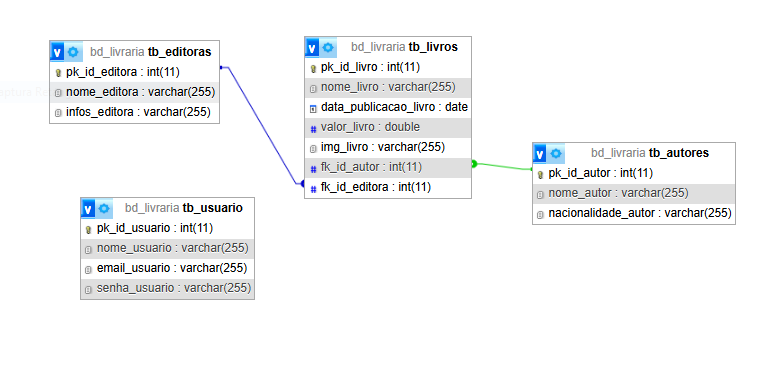 bd_livraria tb_editoras
pk_id_editora : int(11)
nome_editora : varchar(255)
infos_editora : varchar(255)
bd_livraria tb_livros
pk_id_livro : int(11)
nome_livro : varchar(255)
data_publicacao_livro : date
valor_livro : double
img_livro : varchar(255)
fk_id_autor : int(11)
fk_id_editora : int(11)
bd_livraria tb_autores
pk_id_autor : int(11)
nome_autor : varchar(255)
nacionalidade_autor : varchar(255)
bd_livraria tb_usuario
pk_id_usuario : int(11)
nome_usuario : varchar(255)
email_usuario : varchar(255)
senha_usuario : varchar(255)